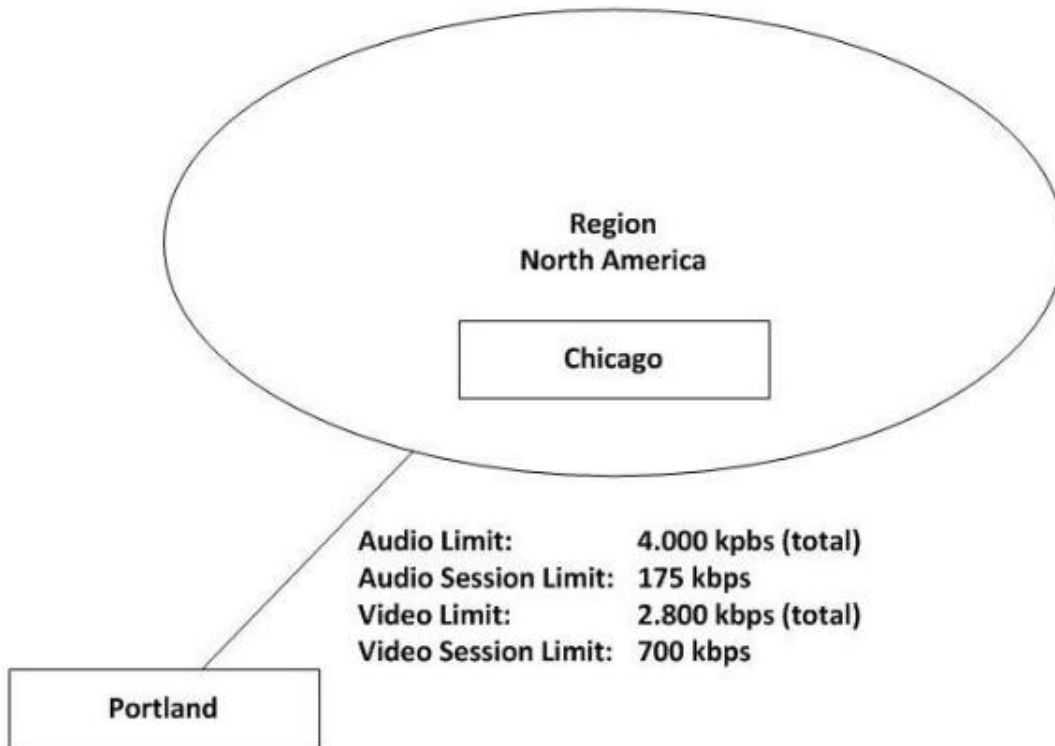 Region
North America
Chicago
Audio Limit: 4.000 kpbs (total)
Audio Session Limit: 175 kbps
Video Limit: 2.800 kbps (total)
Video Session Limit: 700 kbps
Portland